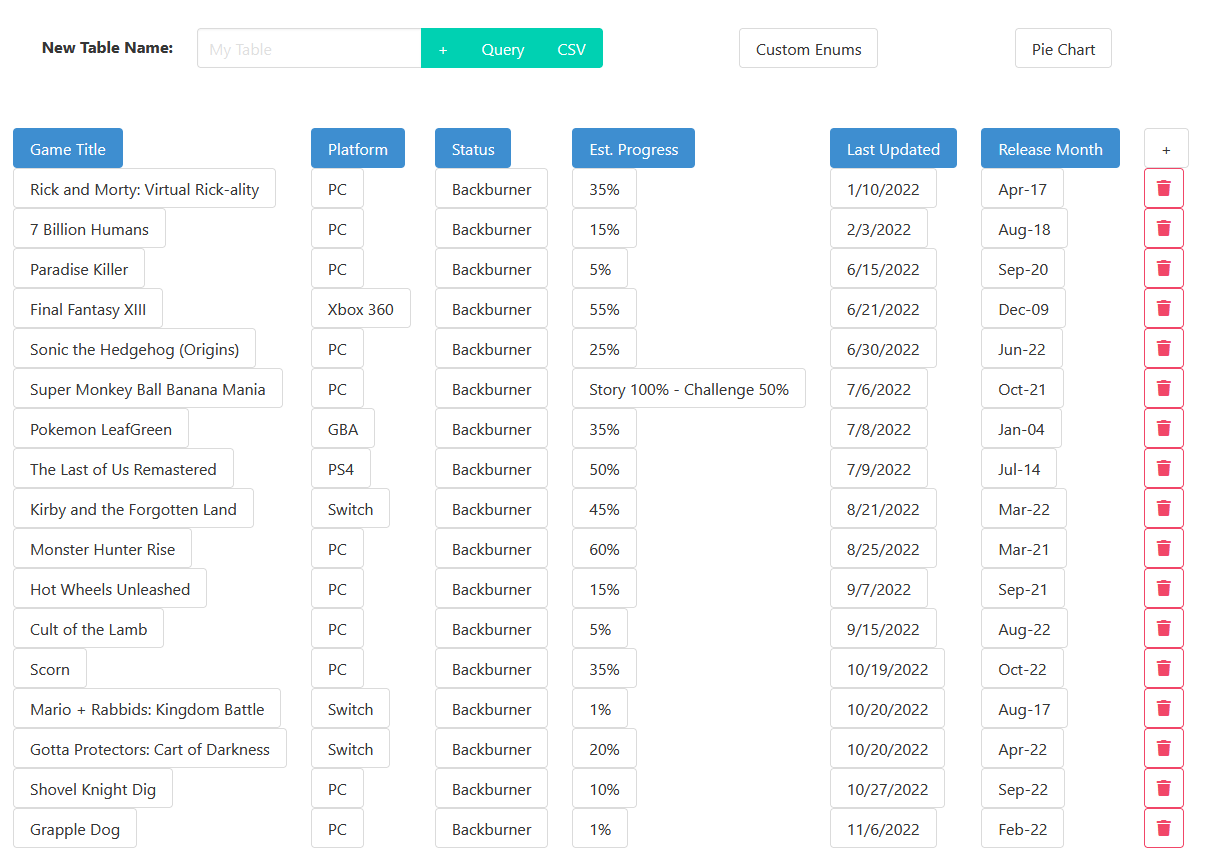 New Table Name: My Table + Query CSV Custom Enums Pie Chart
Game Title Platform Status Est. Progress Last Updated Release Month +
Rick and Morty: Virtual Rick-ality PC Backburner 35% 1/10/2022 Apr-17
7 Billion Humans PC Backburner 15% 2/3/2022 Aug-18
Paradise Killer PC Backburner 5% 6/15/2022 Sep-20
Final Fantasy XIII Xbox 360 Backburner 55% 6/21/2022 Dec-09
Sonic the Hedgehog (Origins) PC Backburner 25% 6/30/2022 Jun-22
Super Monkey Ball Banana Mania PC Backburner Story 100% - Challenge 50% 7/6/2022 Oct-21
Pokemon LeafGreen GBA Backburner 35% 7/8/2022 Jan-04
The Last of Us Remastered PS4 Backburner 50% 7/9/2022 Jul-14
Kirby and the Forgotten Land Switch Backburner 45% 8/21/2022 Mar-22
Monster Hunter Rise PC Backburner 60% 8/25/2022 Mar-21
Hot Wheels Unleashed PC Backburner 15% 9/7/2022 Sep-21
Cult of the Lamb PC Backburner 5% 9/15/2022 Aug-22
Scorn PC Backburner 35% 10/19/2022 Oct-22
Mario + Rabbids: Kingdom Battle Switch Backburner 1% 10/20/2022 Aug-17
Gotta Protectors: Cart of Darkness Switch Backburner 20% 10/20/2022 Apr-22
Shovel Knight Dig PC Backburner 10% 10/27/2022 Sep-22
Grapple Dog PC Backburner 1% 11/6/2022 Feb-22